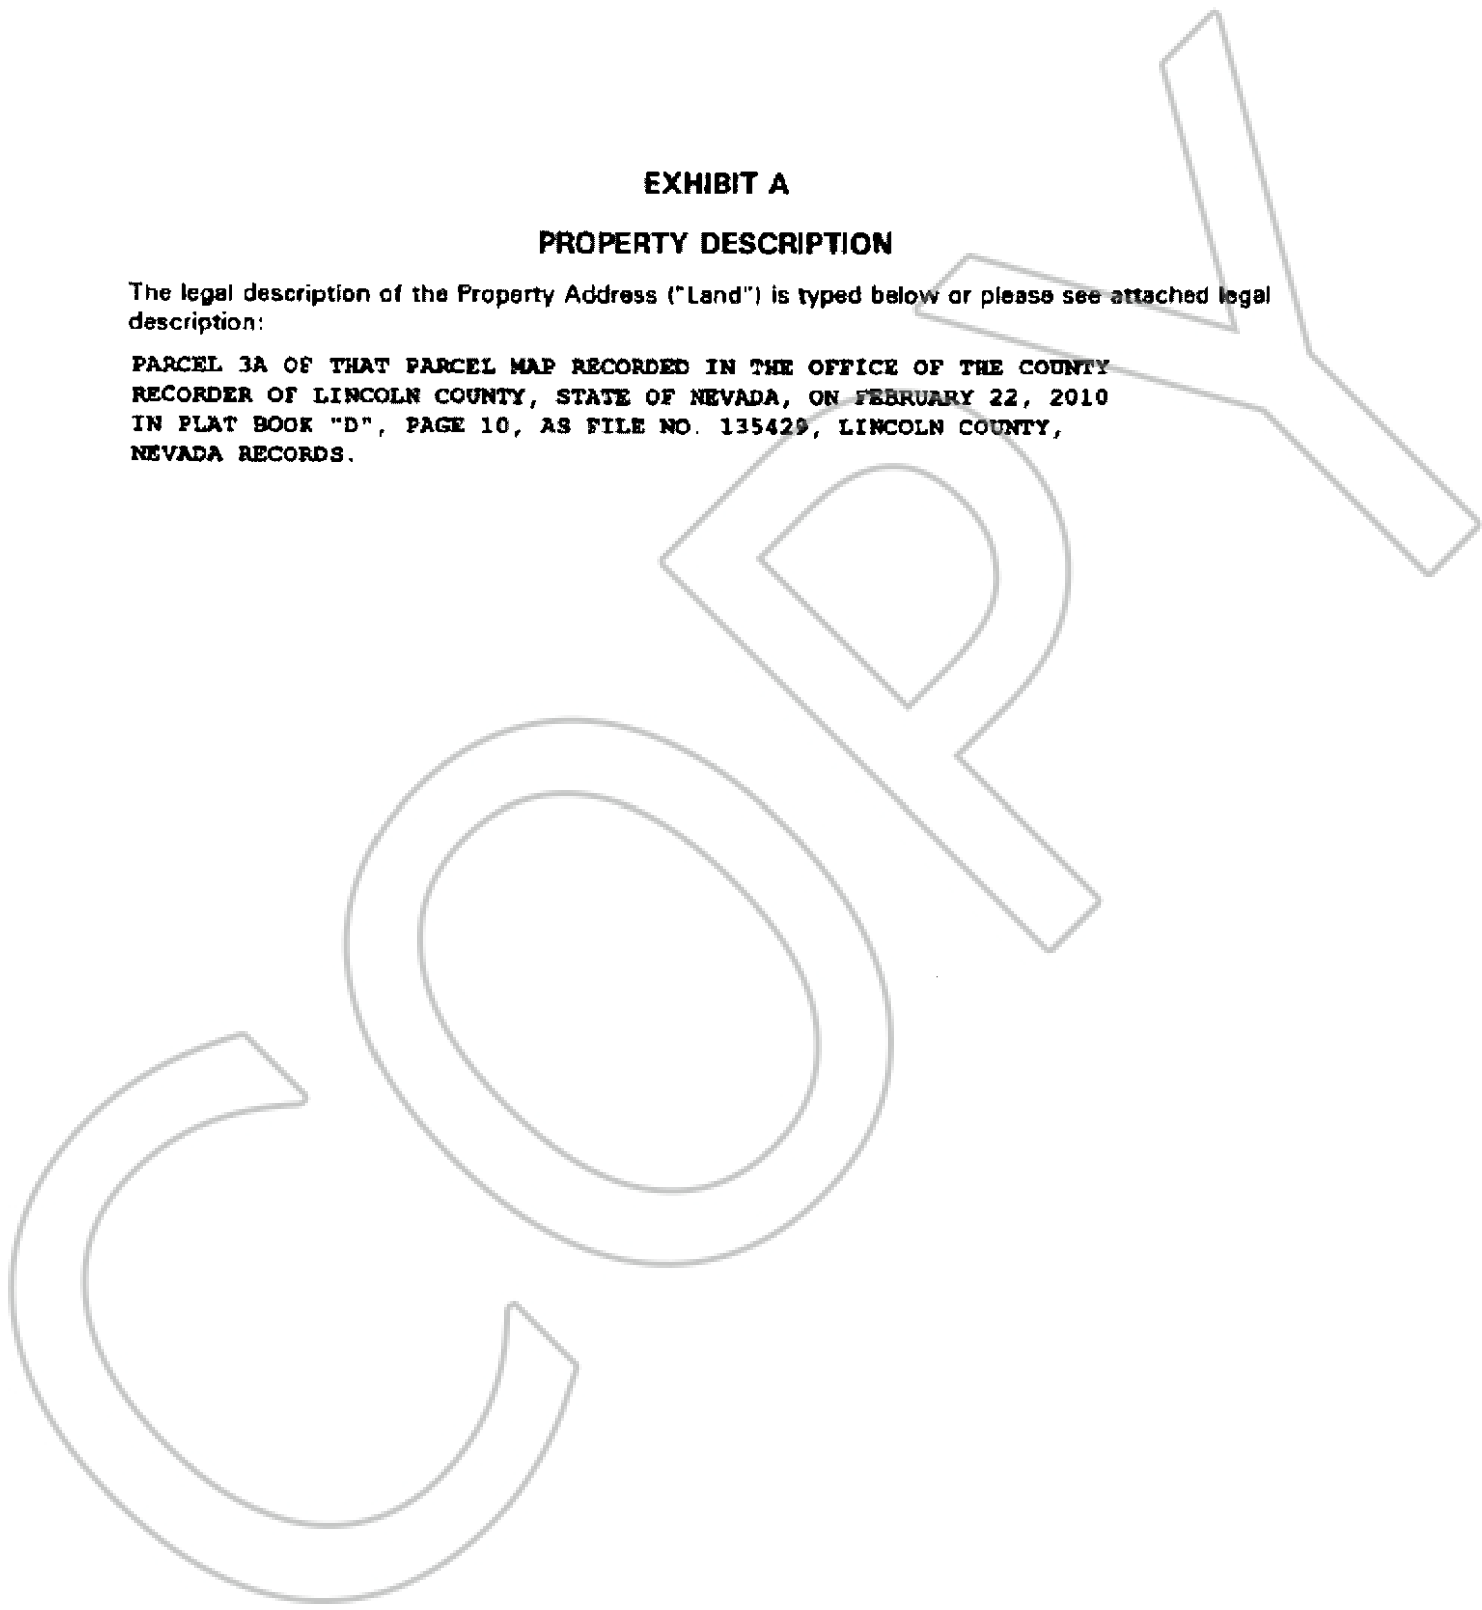 EXHIBIT A
PROPERTY DESCRIPTION
The legal description of the Property Address ("Land") is typed below or please see attached legal
description:
PARCEL 3A OF THAT PARCEL MAP RECORDED IN THE OFFICE OF THE COUNTY
RECORDER OF LINCOLN COUNTY, STATE OF NEVADA, ON FEBRUARY 22, 2010
IN PLAT BOOK "D", PAGE 10, AS FILE NO. 135429, LINCOLN COUNTY,
NEVADA RECORDS.
COPY